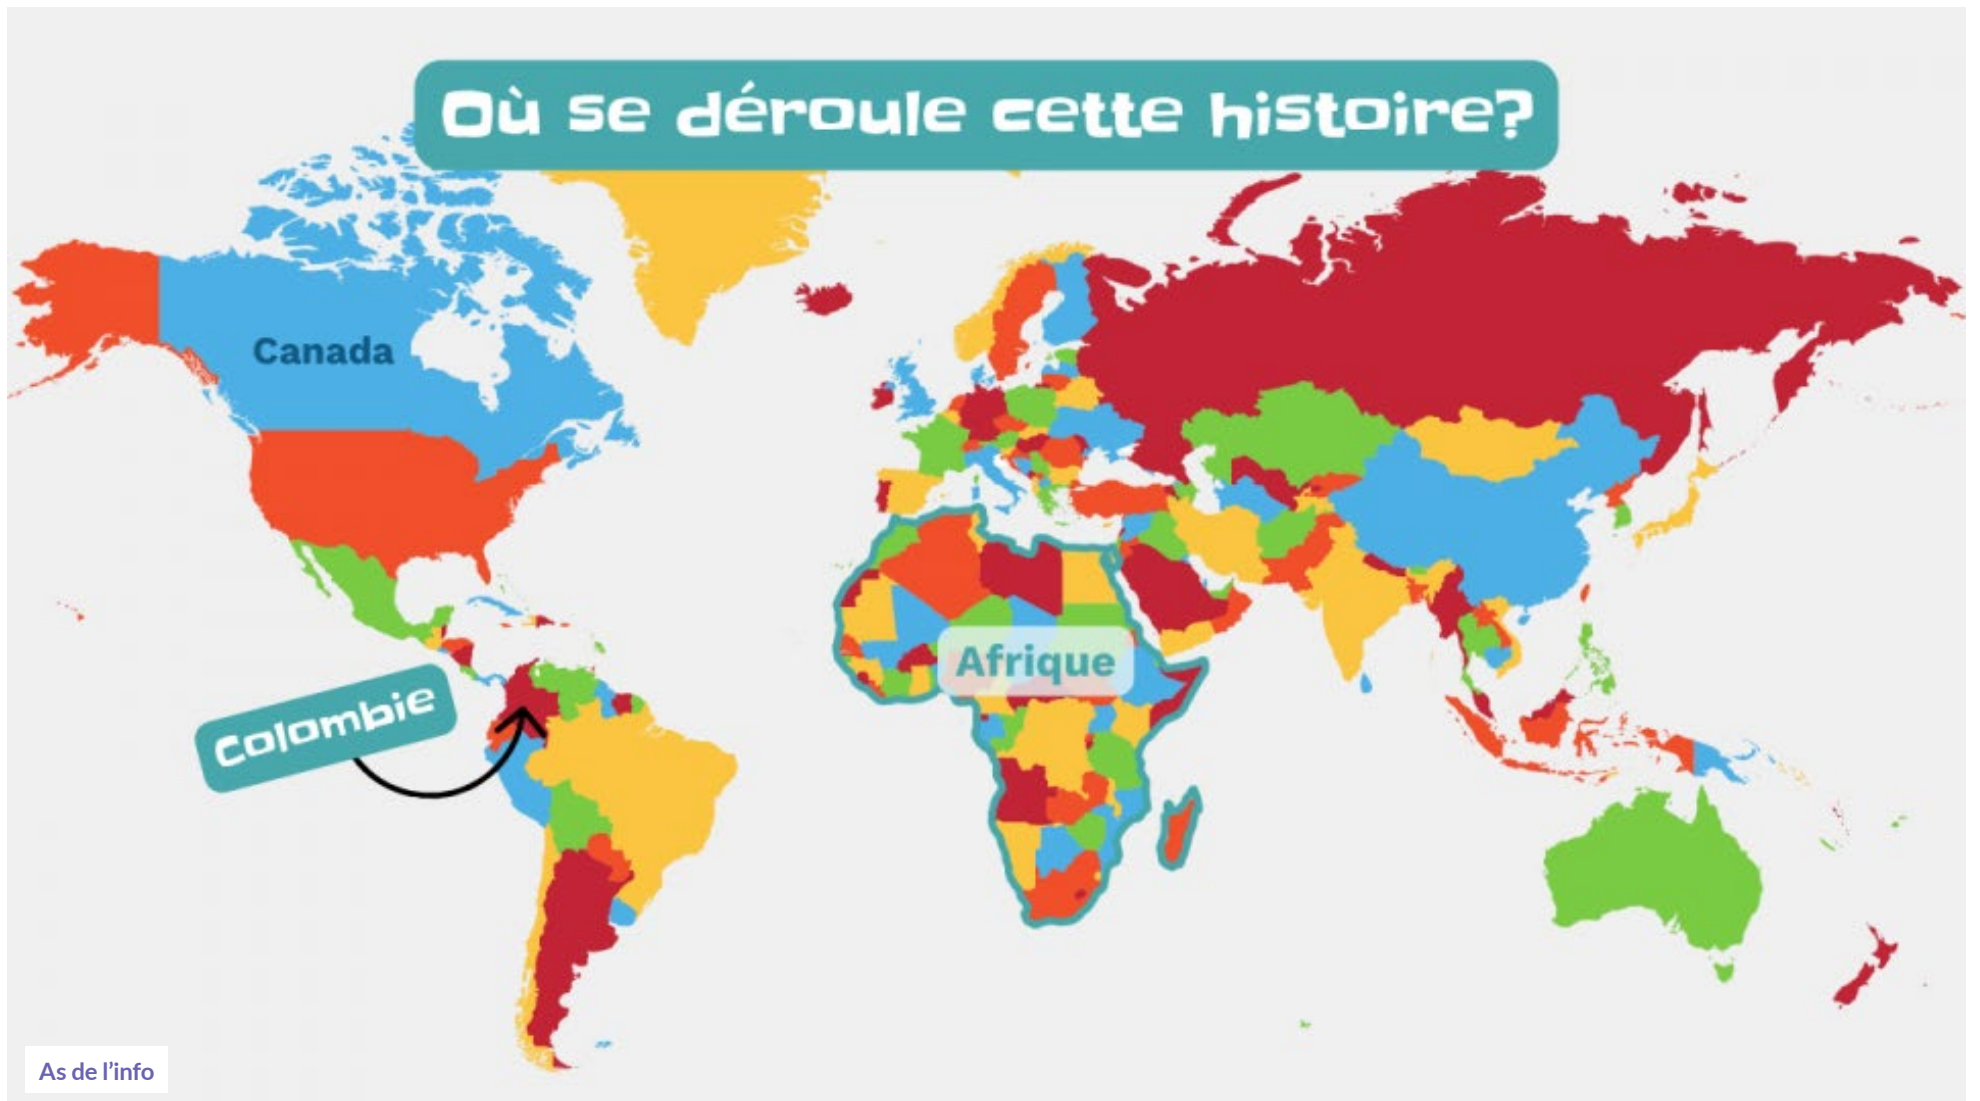 Où se déroule cette histoire?
Canada
Afrique
Colombie
As de l'info